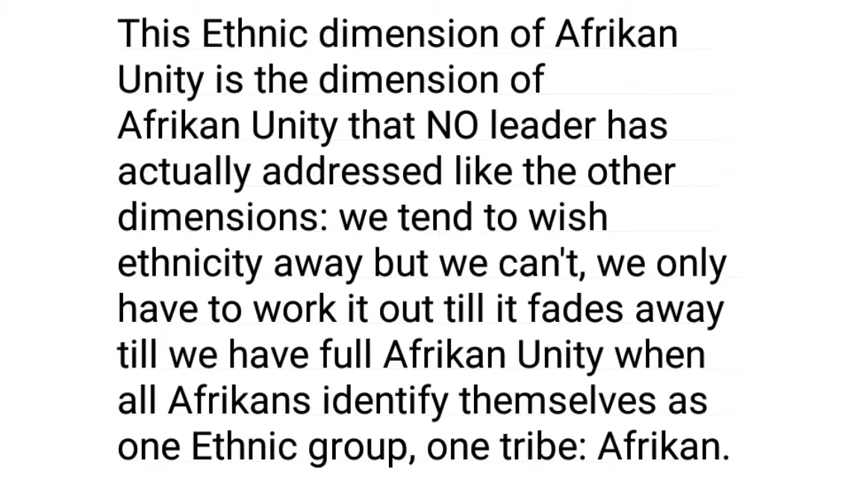 This Ethnic dimension of Afrikan
Unity is the dimension of
Afrikan Unity that NO leader has
actually addressed like the other
dimensions: we tend to wish
ethnicity away but we can't, we only
have to work it out till it fades away
till we have full Afrikan Unity when
all Afrikans identify themselves as
one Ethnic group, one tribe: Afrikan.